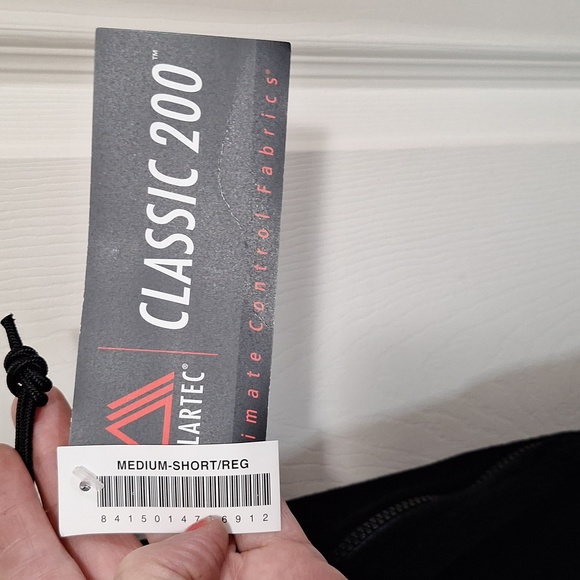 CLASSIC 200™
LARTEC®
imate Control Fabrics®
MEDIUM-SHORT/REG